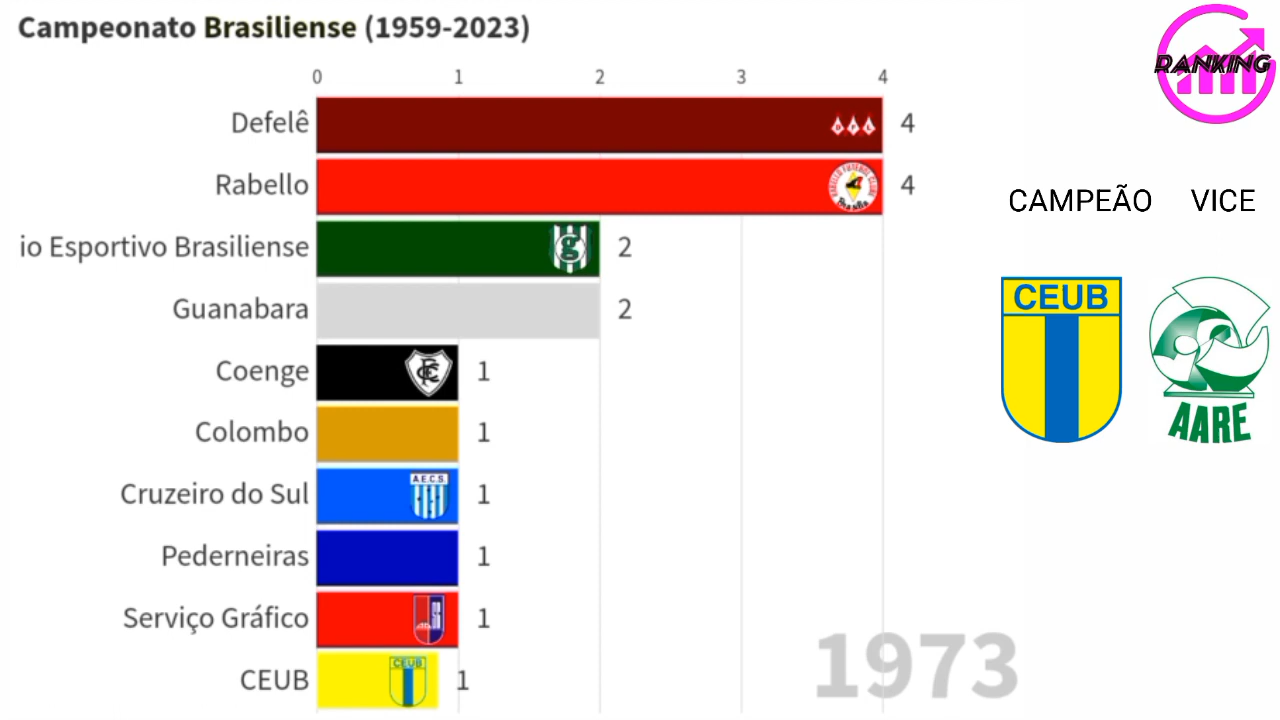 Campeonato Brasiliense (1959-2023)
RANKING
0 1 2 3 4
Defelê 4
Rabello 4
CAMPEÃO VICE
io Esportivo Brasiliense g 2
Guanabara 2
CEUB
AARE
Coenge 1
Colombo 1
Cruzeiro do Sul A.E.C.S. 1
Pederneiras 1
Serviço Gráfico 1
CEUB CEUB 1
1973